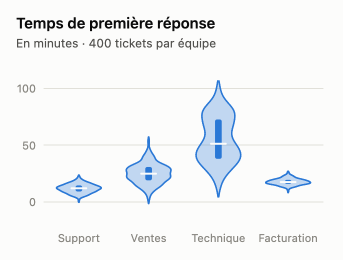 Temps de première réponse
En minutes · 400 tickets par équipe
100
50
0
Support
Ventes
Technique
Facturation